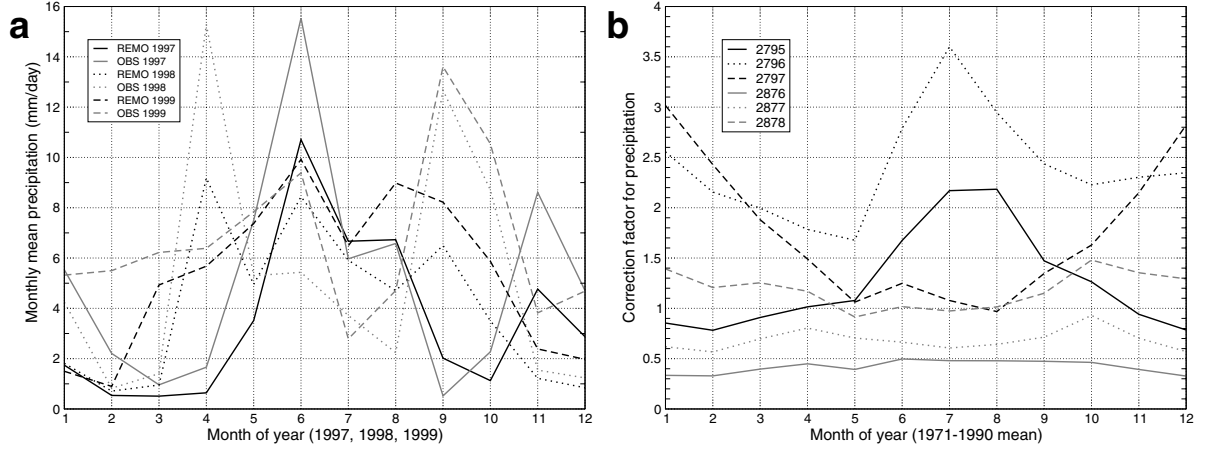 a
Monthly mean precipitation (mm/day)
16
14
12
10
8
6
4
2
0
REMO 1997
OBS 1997
REMO 1998
OBS 1998
REMO 1999
OBS 1999
1 2 3 4 5 6 7 8 9 10 11 12
Month of year (1997, 1998, 1999)
b
Correction factor for precipitation
4
3.5
3
2.5
2
1.5
1
0.5
0
2795
2796
2797
2876
2877
2878
1 2 3 4 5 6 7 8 9 10 11 12
Month of year (1971-1990 mean)